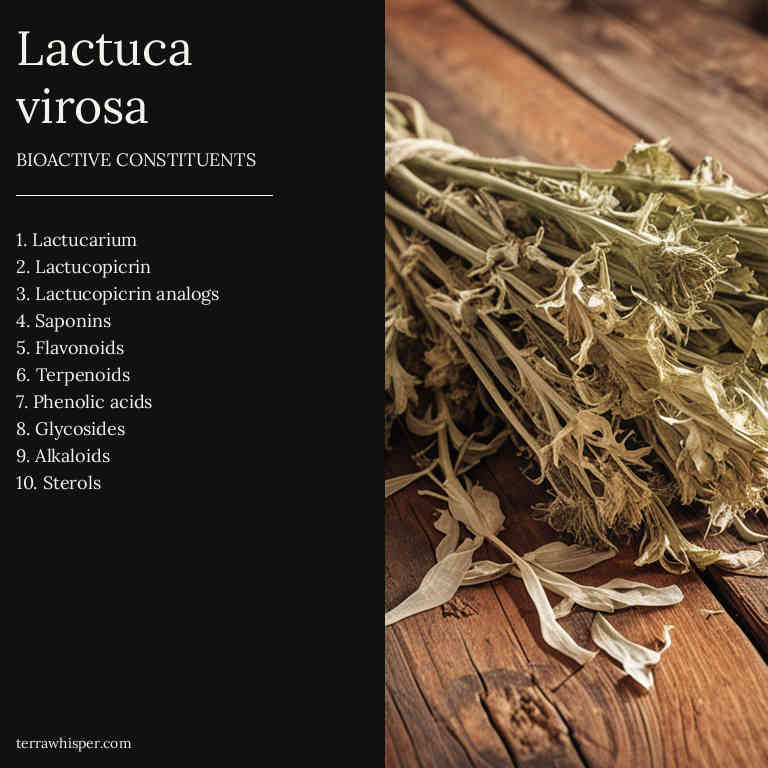 Lactuca
virosa
BIOACTIVE CONSTITUENTS
1. Lactucarium
2. Lactucopicrin
3. Lactucopicrin analogs
4. Saponins
5. Flavonoids
6. Terpenoids
7. Phenolic acids
8. Glycosides
9. Alkaloids
10. Sterols
terrawhisper.com